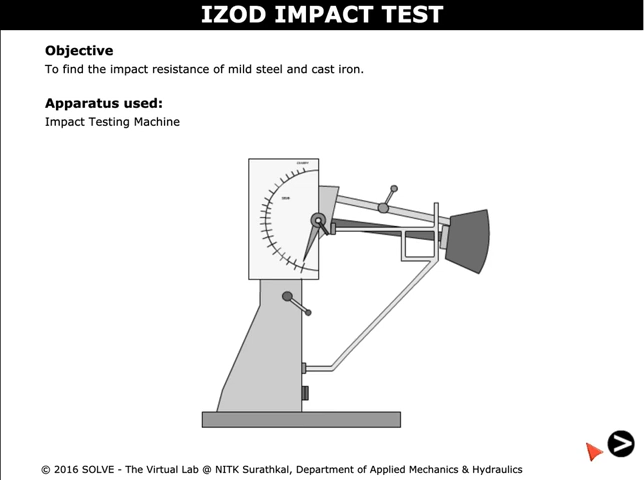 IZOD IMPACT TEST
Objective
To find the impact resistance of mild steel and cast iron.
Apparatus used:
Impact Testing Machine
© 2016 SOLVE - The Virtual Lab @ NITK Surathkal, Department of Applied Mechanics & Hydraulics